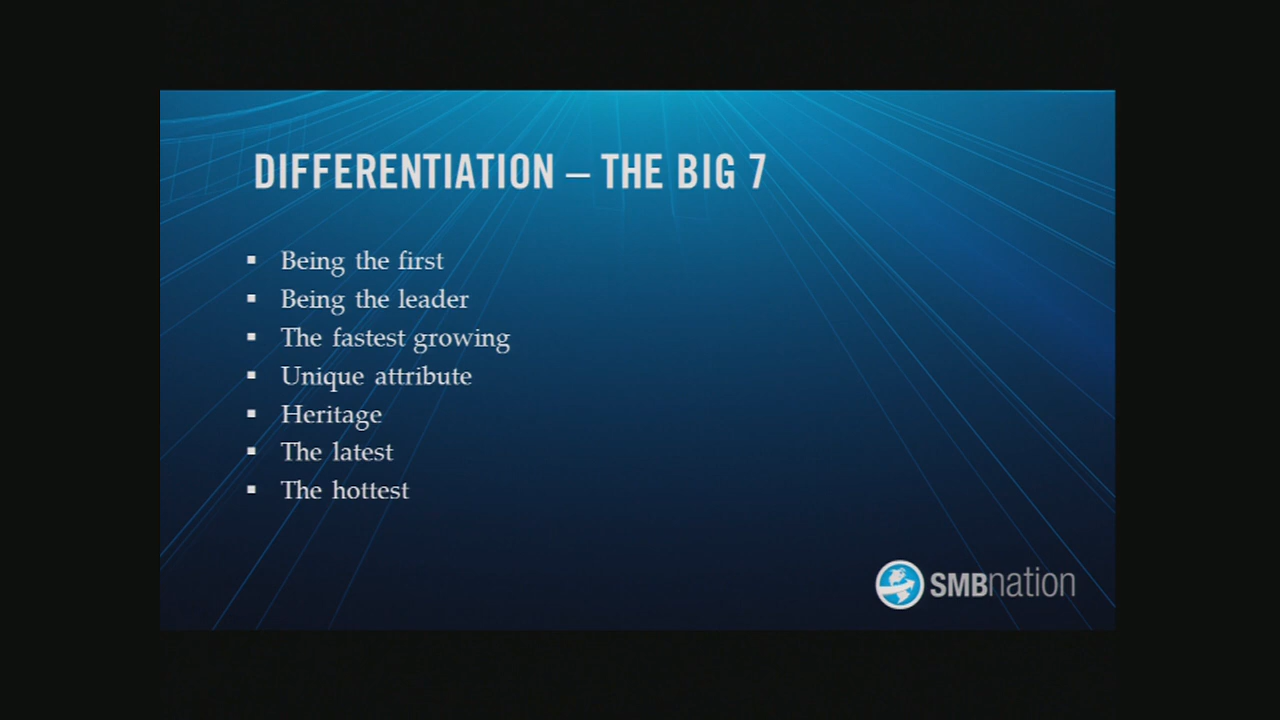 DIFFERENTIATION – THE BIG 7
▪ Being the first
▪ Being the leader
▪ The fastest growing
▪ Unique attribute
▪ Heritage
▪ The latest
▪ The hottest
SMBnation